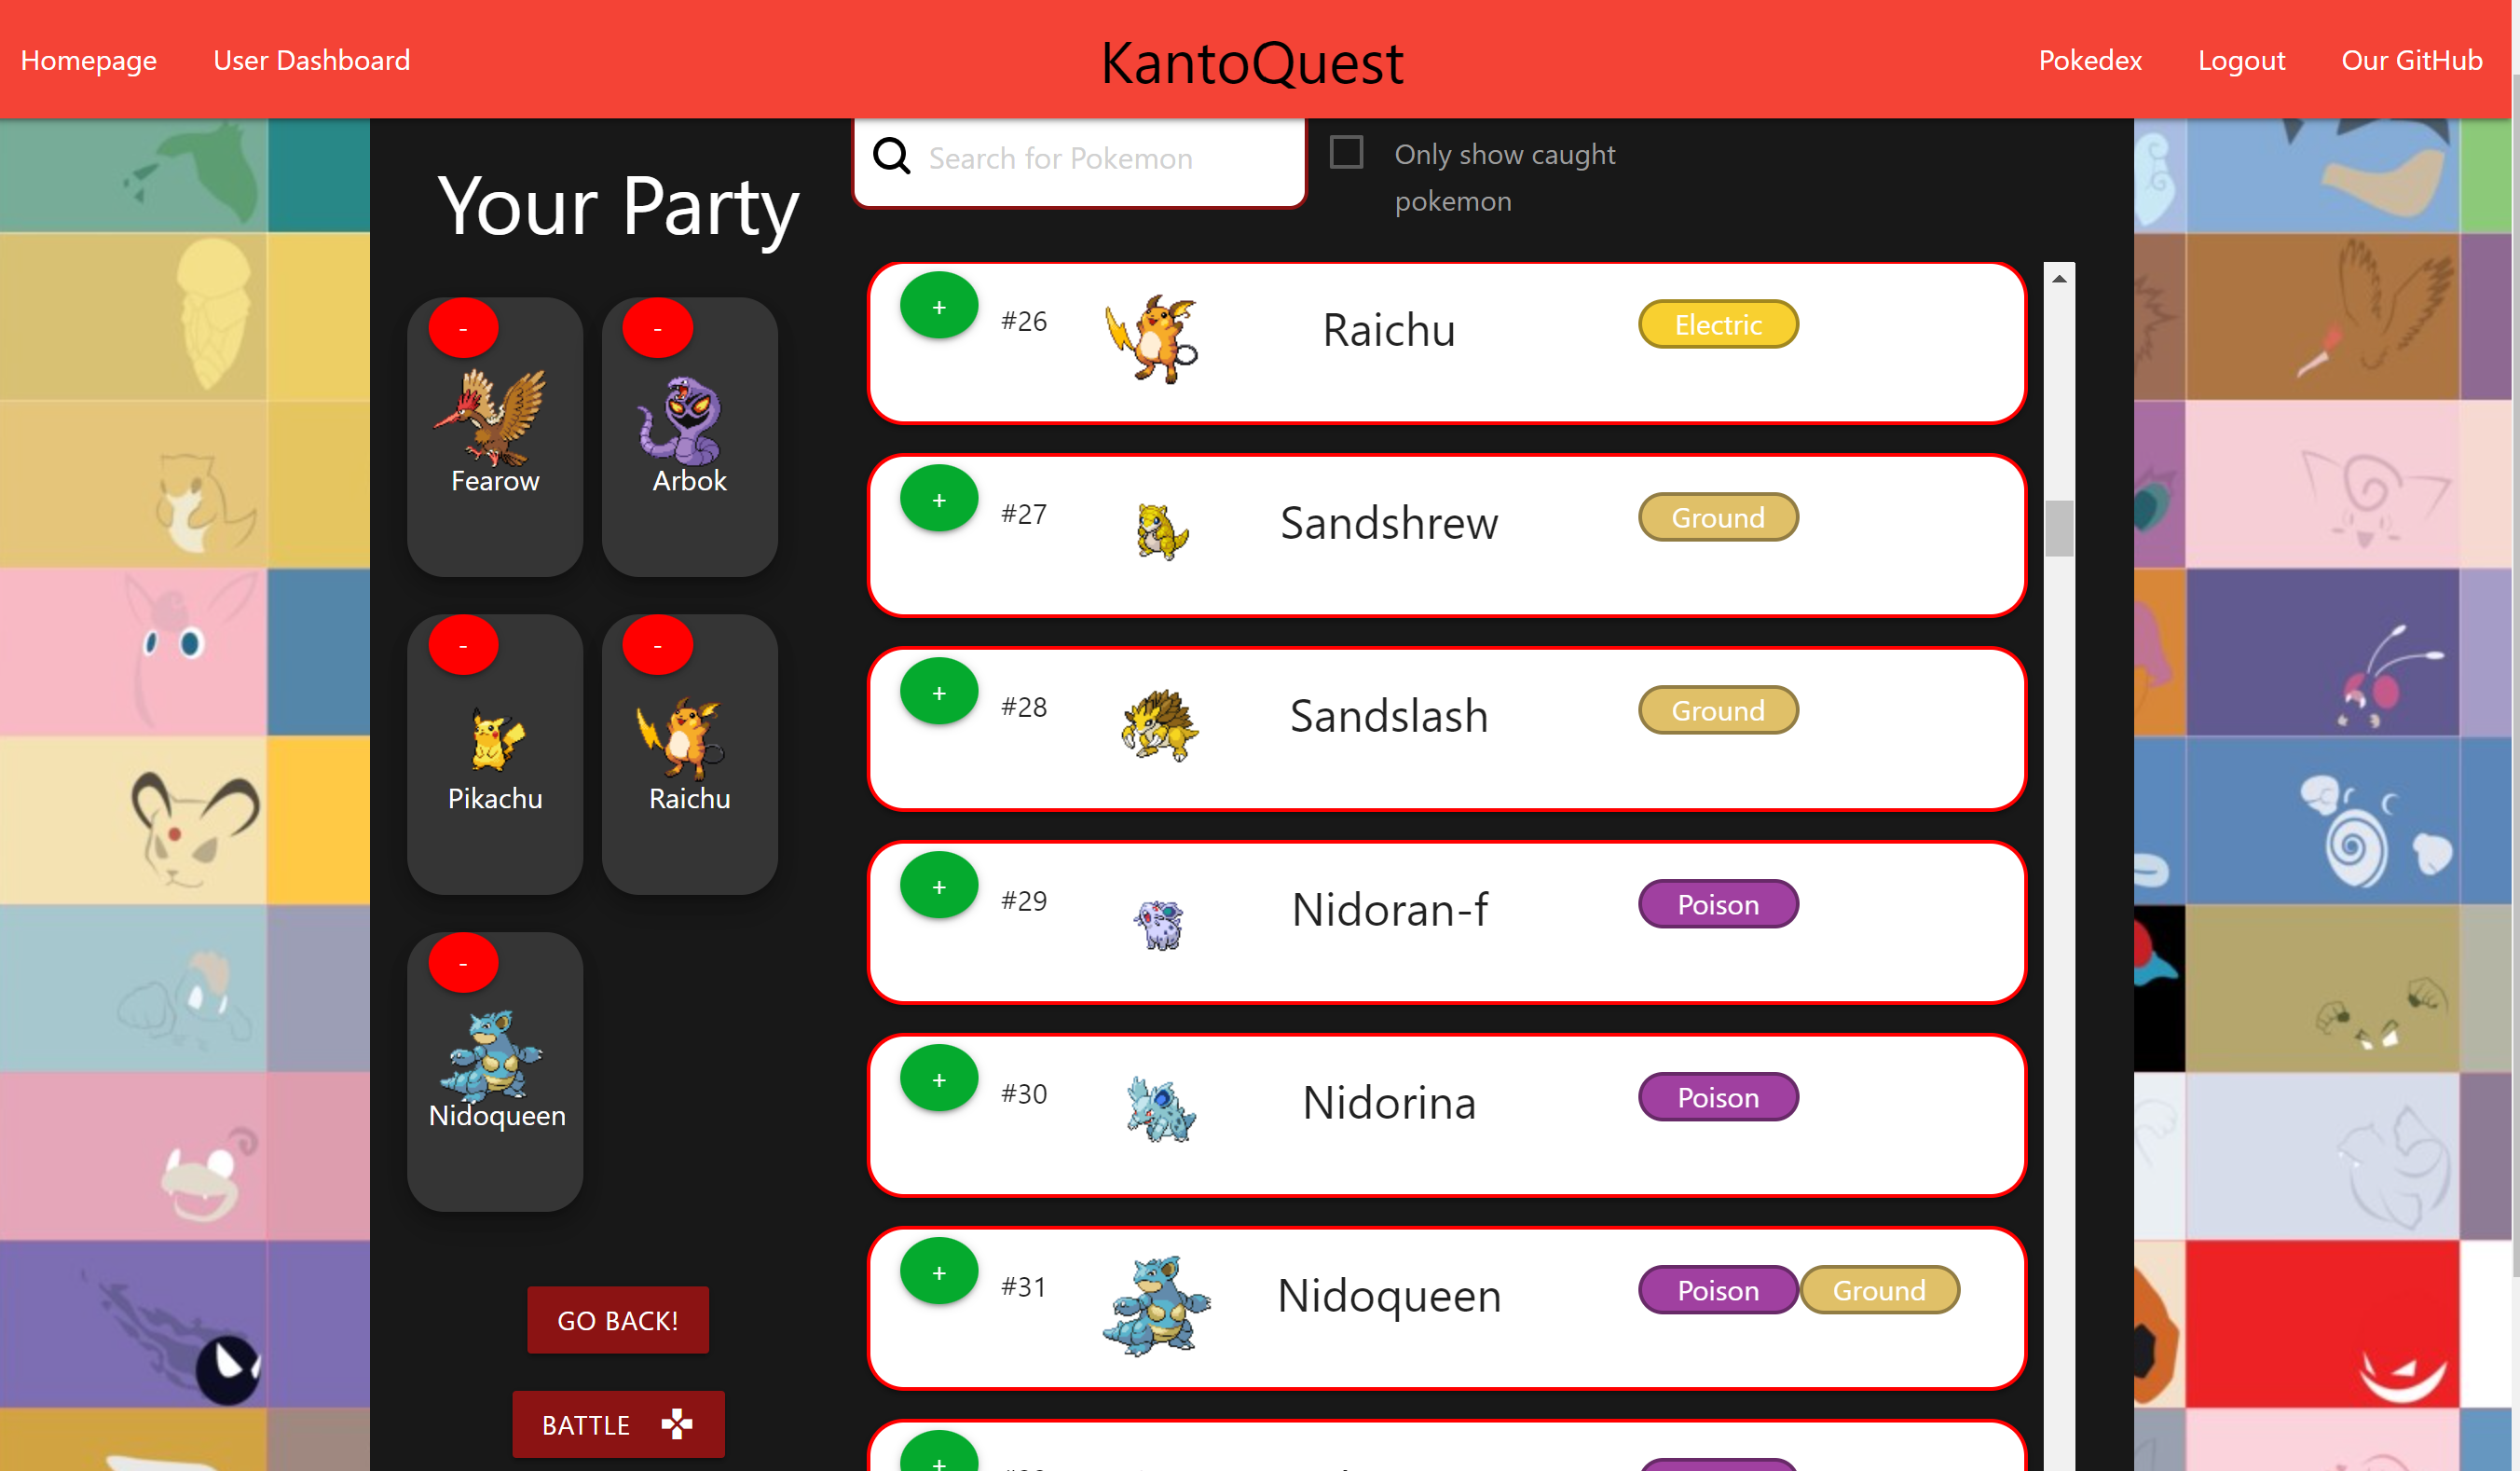 Homepage
User Dashboard
KantoQuest
Pokedex
Logout
Our GitHub
Your Party
-
Fearow
-
Arbok
-
Pikachu
-
Raichu
-
Nidoqueen
GO BACK!
BATTLE
Search for Pokemon
Only show caught
pokemon
+ #26 Raichu Electric
+ #27 Sandshrew Ground
+ #28 Sandslash Ground
+ #29 Nidoran-f Poison
+ #30 Nidorina Poison
+ #31 Nidoqueen Poison Ground
+